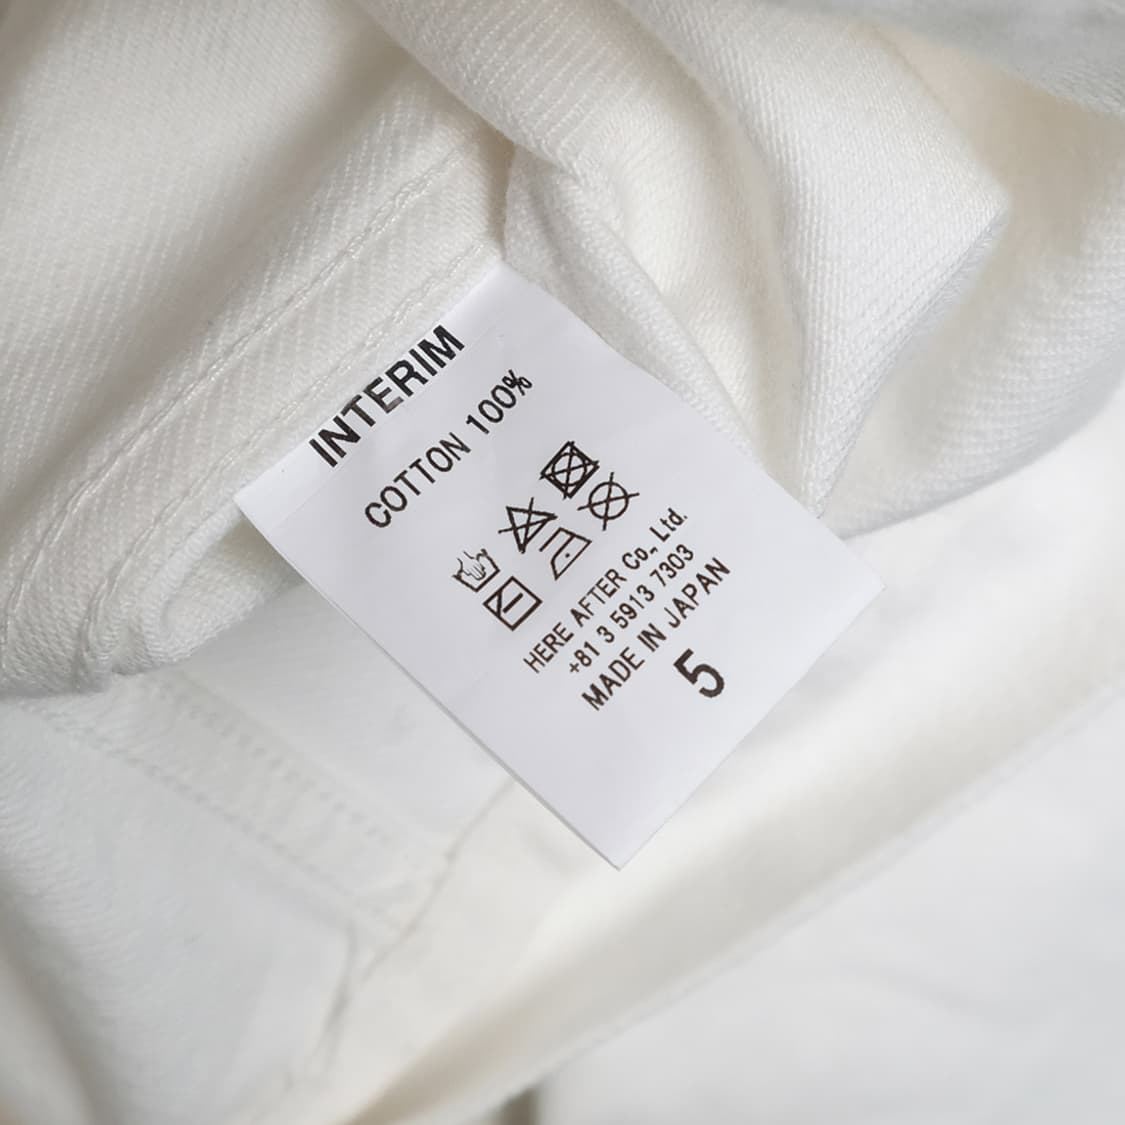 INTERIM
COTTON 100%
HERE AFTER Co., Ltd.
+81 3 5913 7303
MADE IN JAPAN
5